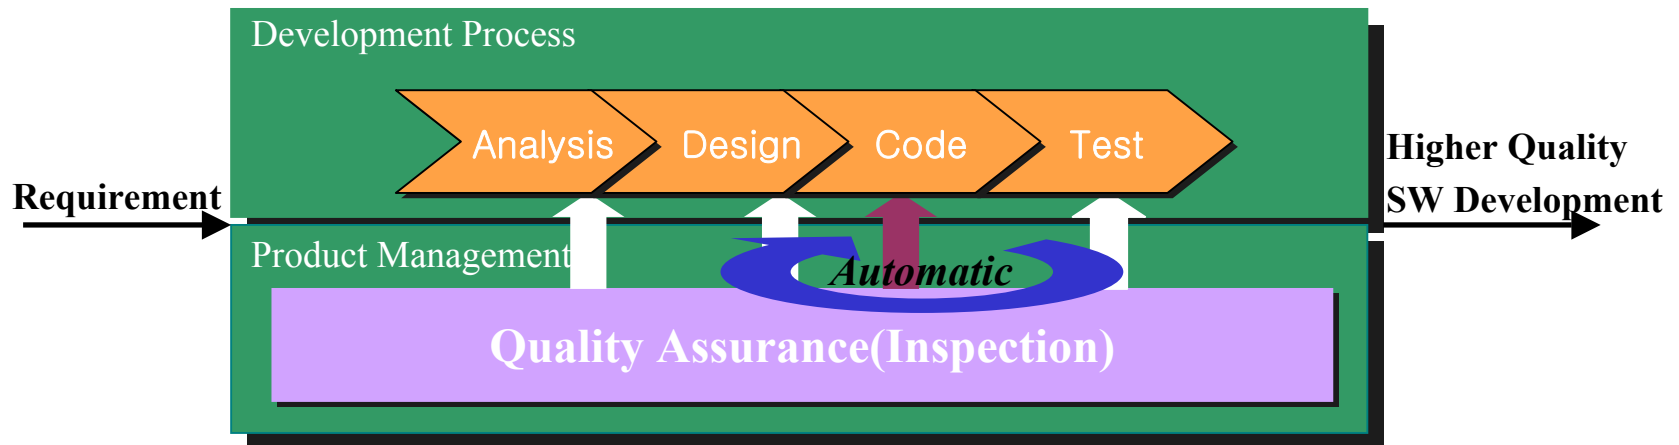 Development Process
Analysis Design Code Test
Requirement
Higher Quality
SW Development
Product Management
Automatic
Quality Assurance(Inspection)